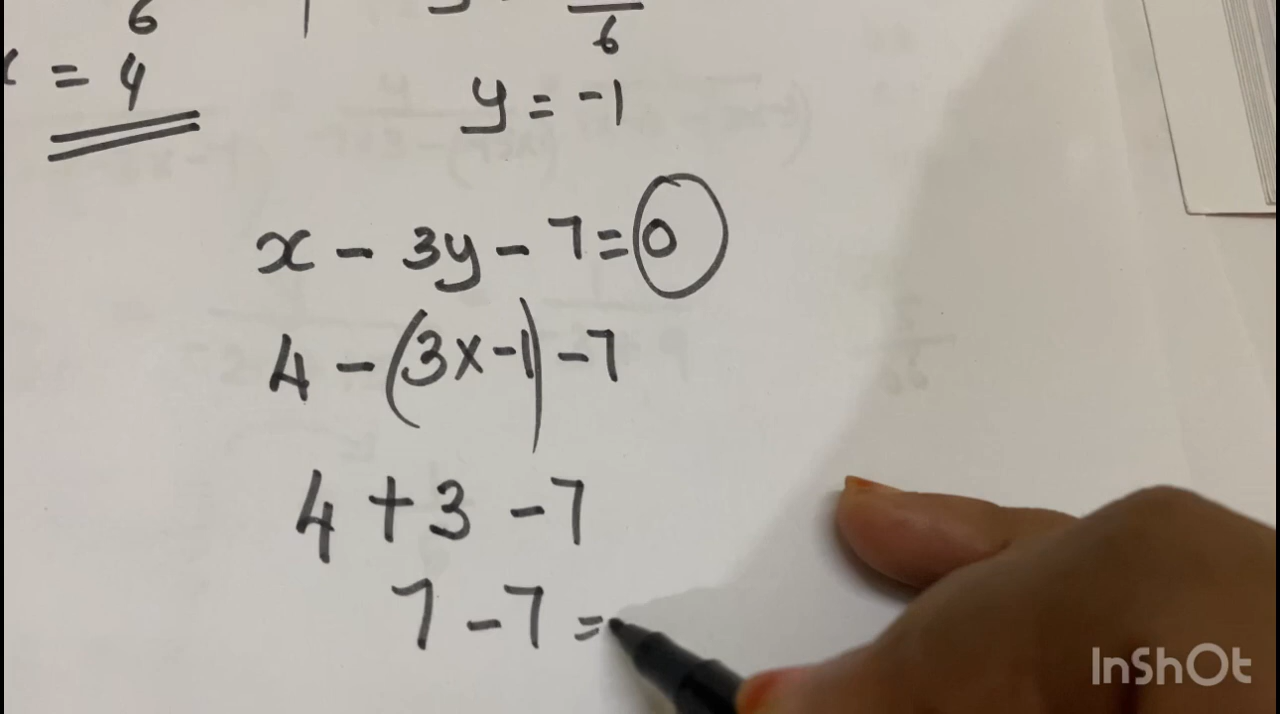 6
6
= 4
y = -1
x - 3y - 7 = 0
4 - (3x-1) - 7
4 + 3 - 7
7 - 7 =
InShOt